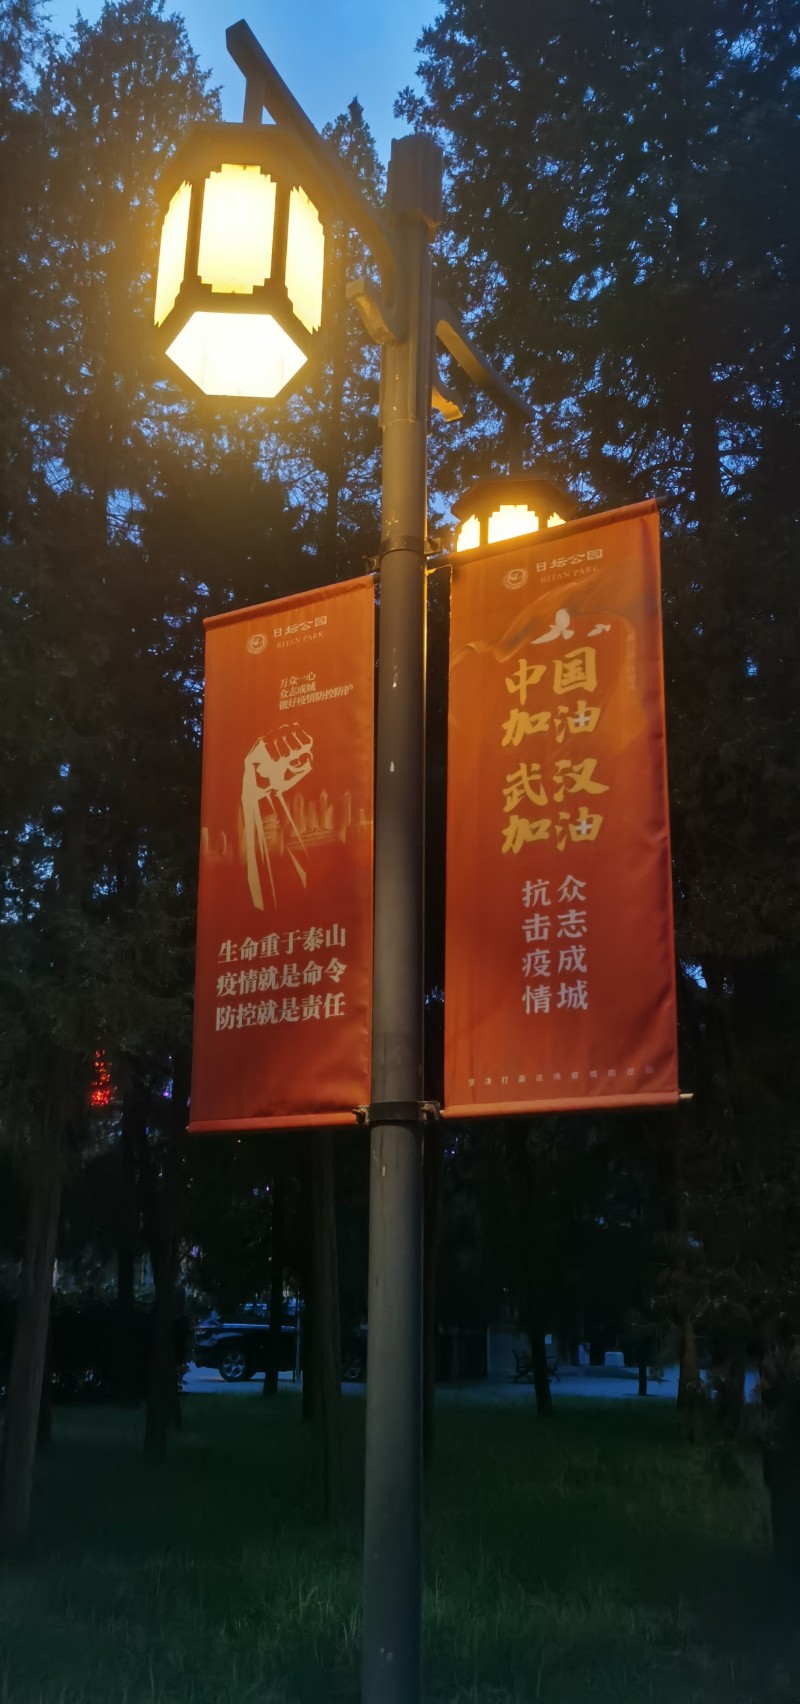 日坛公园
RITAN PARK
万众一心
众志成城
做好疫情防控防护
生命重于泰山
疫情就是命令
防控就是责任
日坛公园
RITAN PARK
中国
加油
武汉
加油
众志成城
抗击疫情